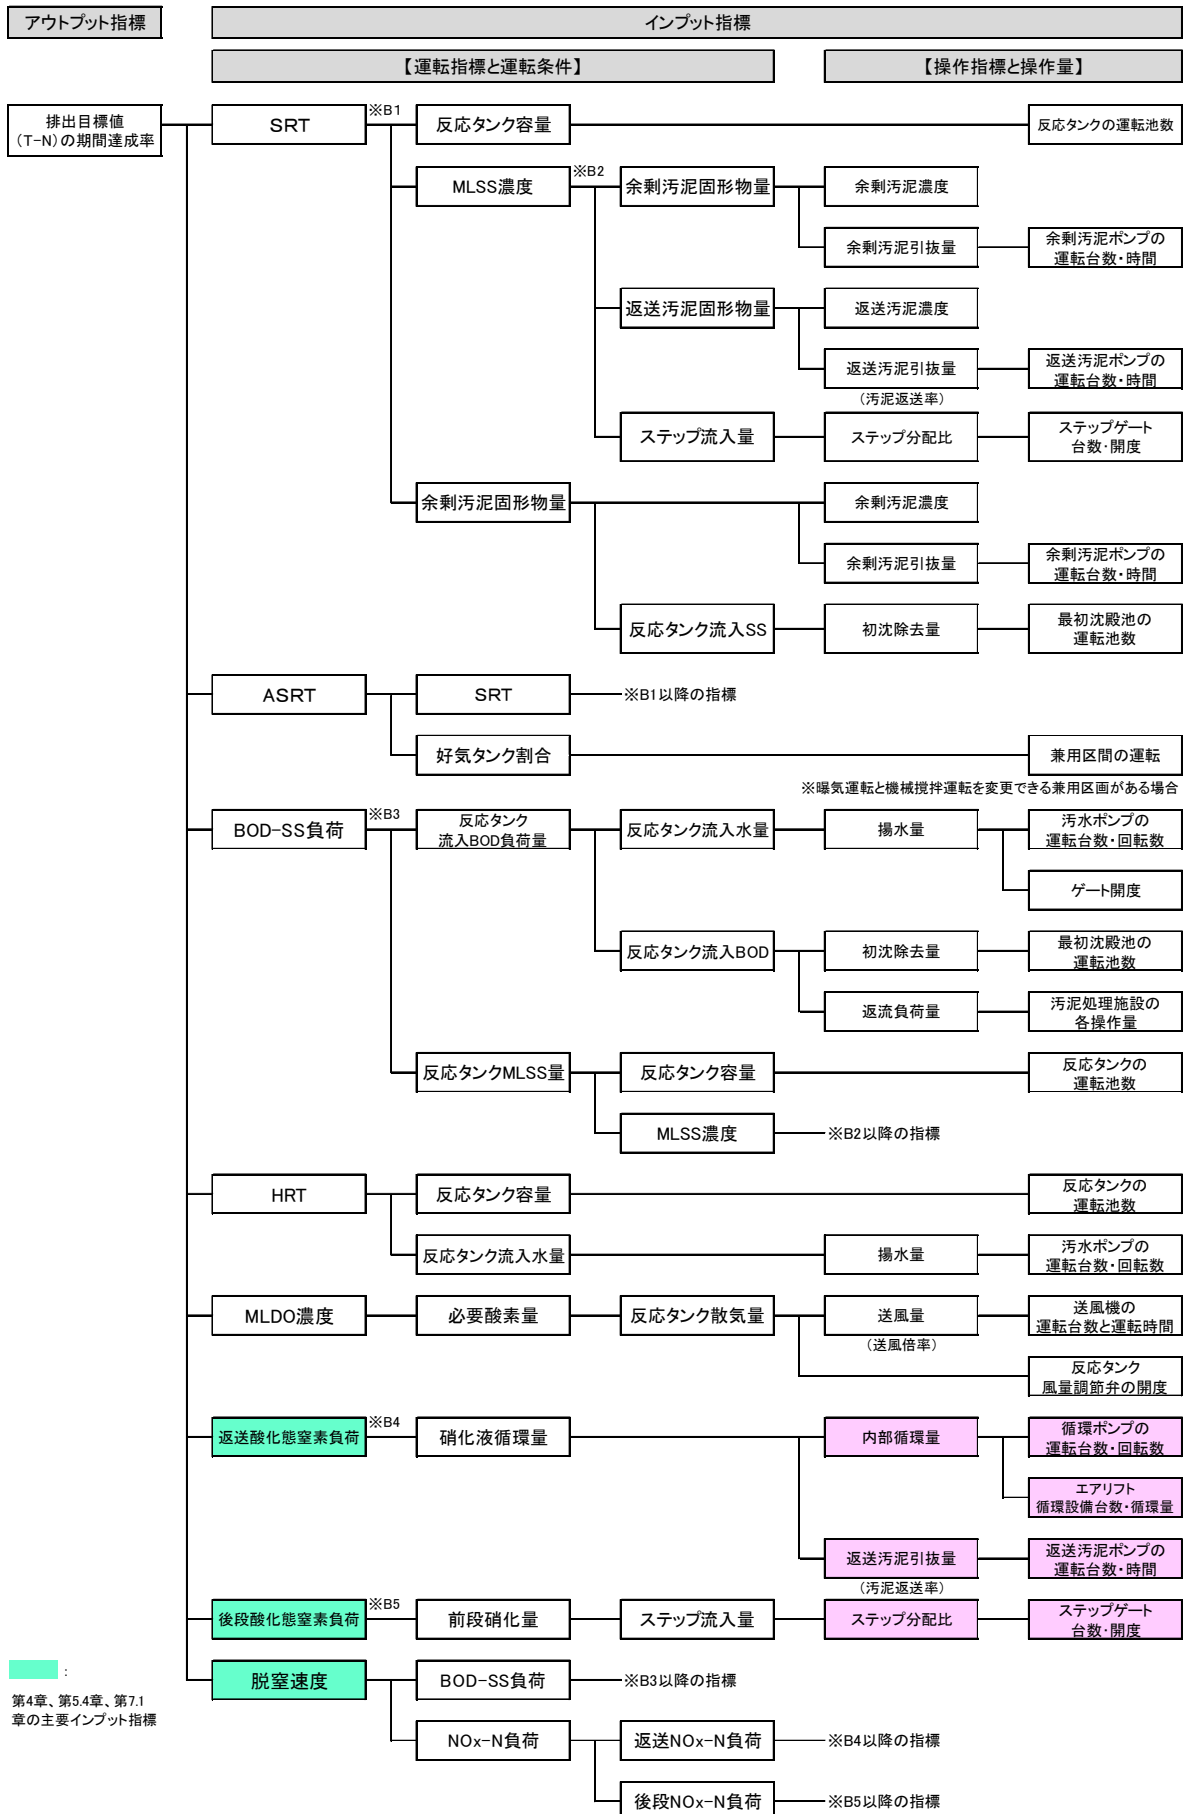 アウトプット指標
インプット指標
【運転指標と運転条件】
【操作指標と操作量】
排出目標値
(T-N)の期間達成率
SRT
※B1
反応タンク容量
反応タンクの運転池数
MLSS濃度
※B2
余剰汚泥固形物量
余剰汚泥濃度
余剰汚泥引抜量
余剰汚泥ポンプの
運転台数・時間
返送汚泥固形物量
返送汚泥濃度
返送汚泥引抜量
(汚泥返送率)
返送汚泥ポンプの
運転台数・時間
ステップ流入量
ステップ分配比
ステップゲート
台数・開度
余剰汚泥固形物量
余剰汚泥濃度
余剰汚泥引抜量
余剰汚泥ポンプの
運転台数・時間
反応タンク流入SS
初沈除去量
最初沈殿池の
運転池数
ASRT
SRT
※B1以降の指標
好気タンク割合
兼用区間の運転
※曝気運転と機械撹拌運転を変更できる兼用区画がある場合
BOD-SS負荷
※B3
反応タンク
流入BOD負荷量
反応タンク流入水量
揚水量
汚水ポンプの
運転台数・回転数
ゲート開度
反応タンク流入BOD
初沈除去量
最初沈殿池の
運転池数
返流負荷量
汚泥処理施設の
各操作量
反応タンクMLSS量
反応タンク容量
反応タンクの
運転池数
MLSS濃度
※B2以降の指標
HRT
反応タンク容量
反応タンクの
運転池数
反応タンク流入水量
揚水量
汚水ポンプの
運転台数・回転数
MLDO濃度
必要酸素量
反応タンク散気量
送風量
(送風倍率)
送風機の
運転台数と運転時間
反応タンク
風量調節弁の開度
返送酸化態窒素負荷
※B4
硝化液循環量
内部循環量
循環ポンプの
運転台数・回転数
エアリフト
循環設備台数・循環量
返送汚泥引抜量
(汚泥返送率)
返送汚泥ポンプの
運転台数・時間
後段酸化態窒素負荷
※B5
前段硝化量
ステップ流入量
ステップ分配比
ステップゲート
台数・開度
脱窒速度
BOD-SS負荷
※B3以降の指標
NOx-N負荷
返送NOx-N負荷
※B4以降の指標
後段NOx-N負荷
※B5以降の指標
:
第4章、第5.4章、第7.1
章の主要インプット指標